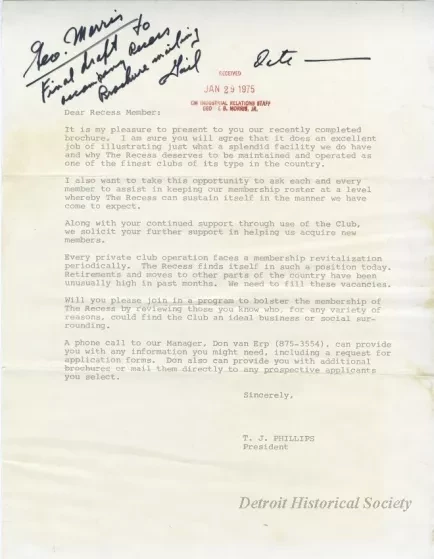 Geo. Morris
Final draft to
accompany Recess
Brochure mailing
Gail
Date —
RECEIVED
JAN 29 1975
GM INDUSTRIAL RELATIONS STAFF
GEO. B. MORRIS, JR.
Dear Recess Member:
It is my pleasure to present to you our recently completed
brochure. I am sure you will agree that it does an excellent
job of illustrating just what a splendid facility we do have
and why The Recess deserves to be maintained and operated as
one of the finest clubs of its type in the country.
I also want to take this opportunity to ask each and every
member to assist in keeping our membership roster at a level
whereby The Recess can sustain itself in the manner we have
come to expect.
Along with your continued support through use of the Club,
we solicit your further support in helping us acquire new
members.
Every private club operation faces a membership revitalization
periodically. The Recess finds itself in such a position today.
Retirements and moves to other parts of the country have been
unusually high in past months. We need to fill these vacancies.
Will you please join in a program to bolster the membership of
The Recess by reviewing those you know who, for any variety of
reasons, could find the Club an ideal business or social sur-
rounding.
A phone call to our Manager, Don van Erp (875-3554), can provide
you with any information you might need, including a request for
application forms. Don also can provide you with additional
brochures or mail them directly to any prospective applicants
you select.
Sincerely,
T. J. PHILLIPS
President
Detroit Historical Society